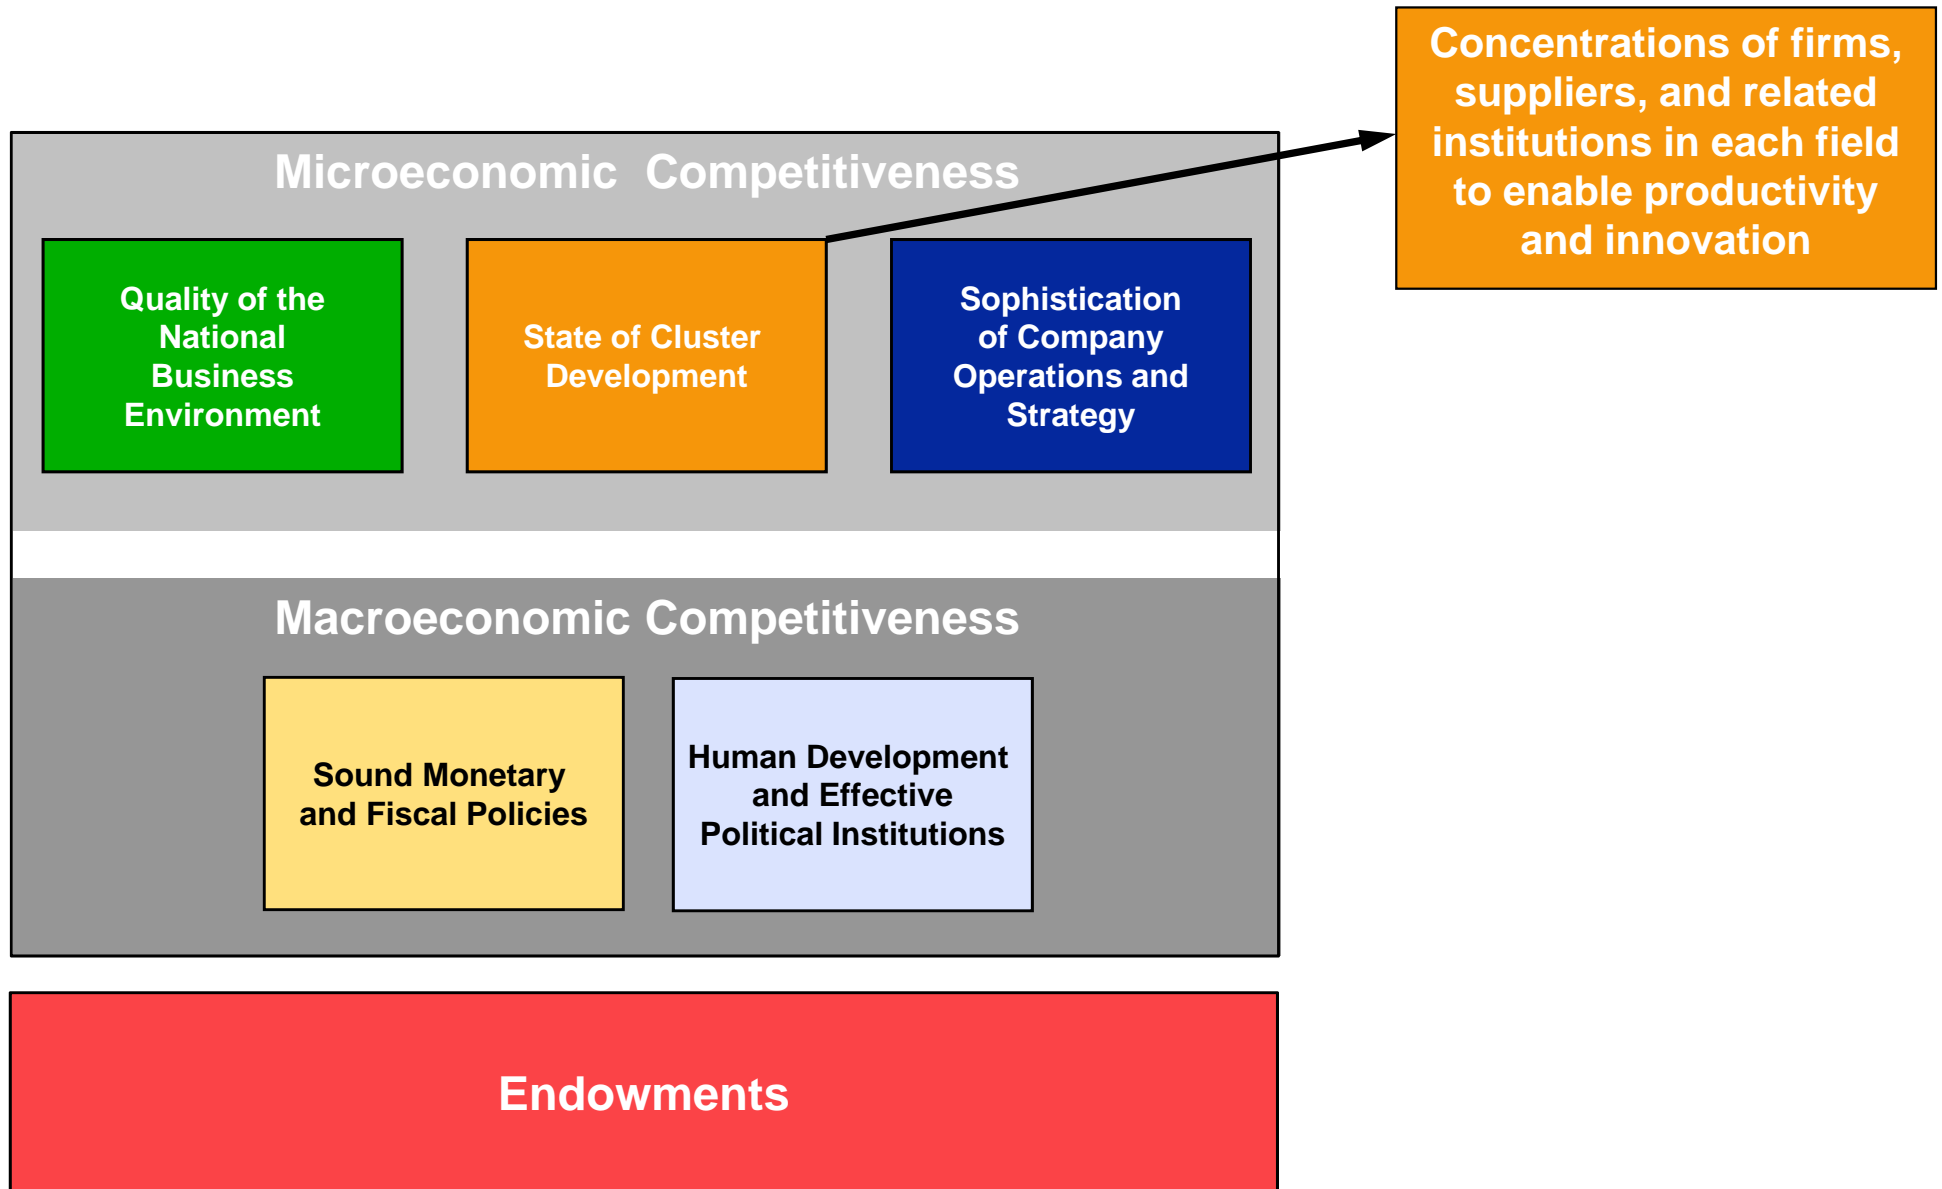 Concentrations of firms,
suppliers, and related
institutions in each field
to enable productivity
and innovation
Microeconomic Competitiveness
Quality of the
National
Business
Environment
State of Cluster
Development
Sophistication
of Company
Operations and
Strategy
Macroeconomic Competitiveness
Sound Monetary
and Fiscal Policies
Human Development
and Effective
Political Institutions
Endowments